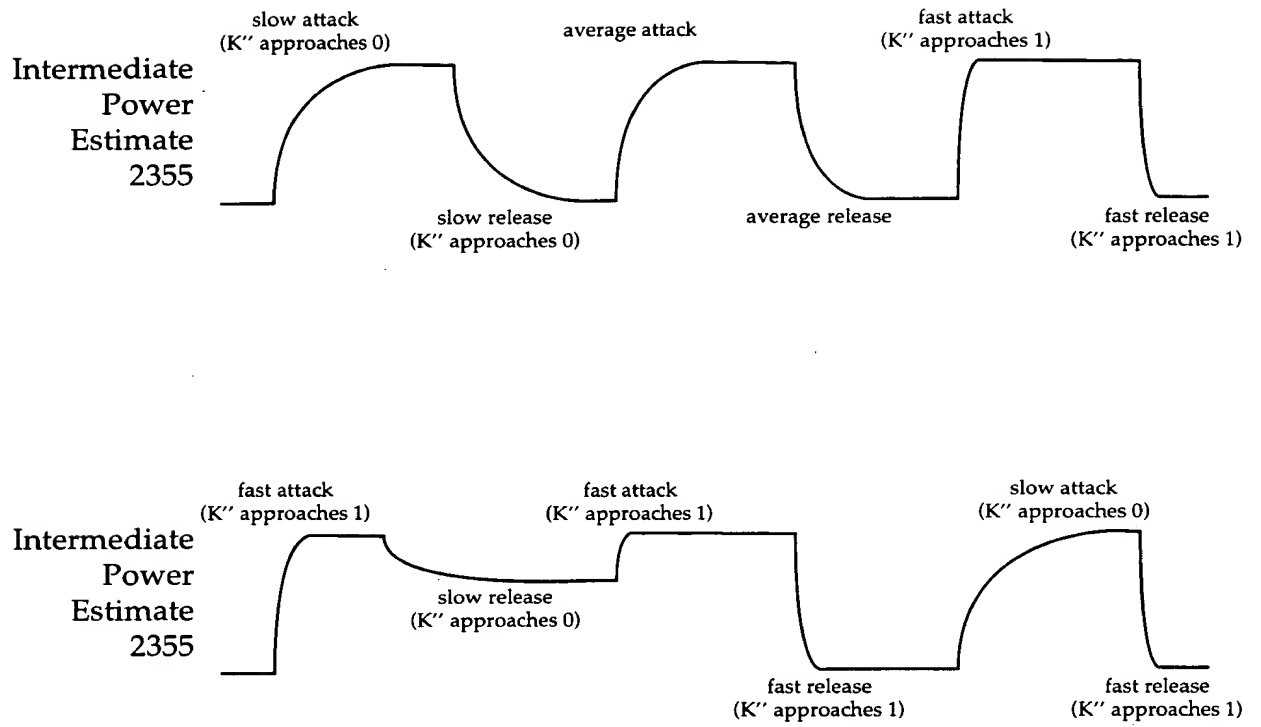 slow attack
(K'' approaches 0)
average attack
fast attack
(K'' approaches 1)
Intermediate
Power
Estimate
2355
slow release
(K'' approaches 0)
average release
fast release
(K'' approaches 1)
fast attack
(K'' approaches 1)
fast attack
(K'' approaches 1)
slow attack
(K'' approaches 0)
Intermediate
Power
Estimate
2355
slow release
(K'' approaches 0)
fast release
(K'' approaches 1)
fast release
(K'' approaches 1)